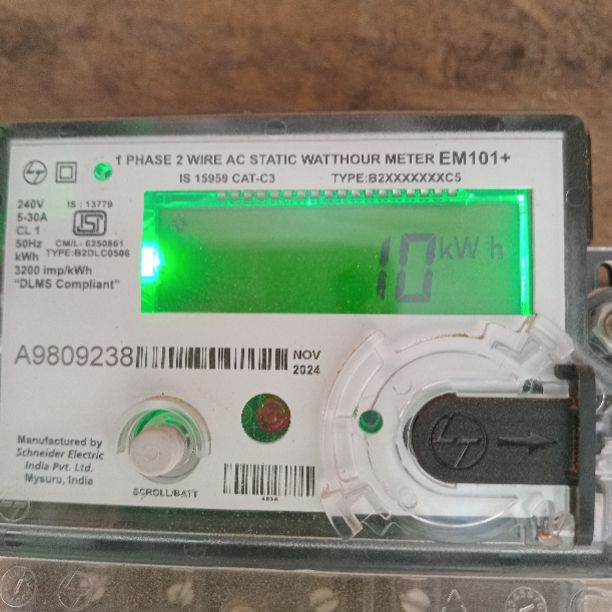 1 PHASE 2 WIRE AC STATIC WATTHOUR METER EM101+
IS 15959 CAT-C3 TYPE:B2XXXXXXXC5
240V IS : 13779
5-30A
CL 1
50Hz CM/L- 6250861
kWh TYPE:B2DLC0506
3200 imp/kWh
"DLMS Compliant"
10 kW h
A9809238 NOV
2024
Manufactured by
Schneider Electric
India Pvt. Ltd.
Mysuru, India
SCROLL/BATT